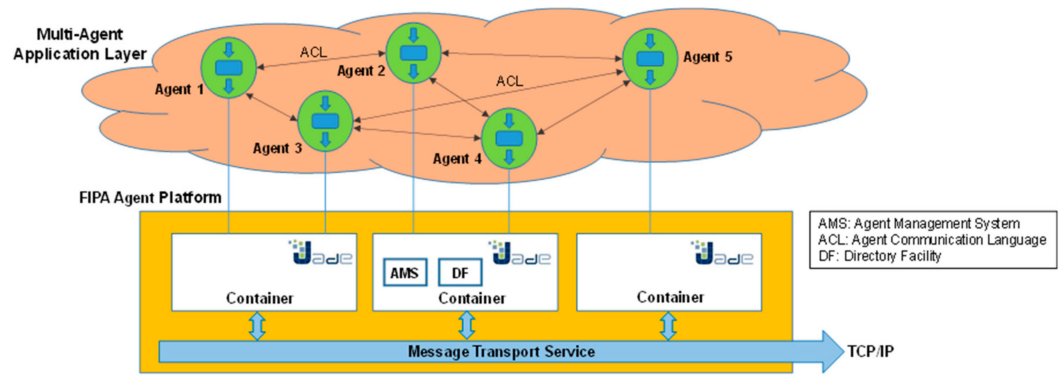 Multi-Agent
Application Layer
ACL
Agent 1
Agent 2
Agent 5
ACL
Agent 3
Agent 4
FIPA Agent Platform
AMS: Agent Management System
ACL: Agent Communication Language
DF: Directory Facility
Jade
Jade
Jade
AMS
DF
Container
Container
Container
Message Transport Service
TCP/IP